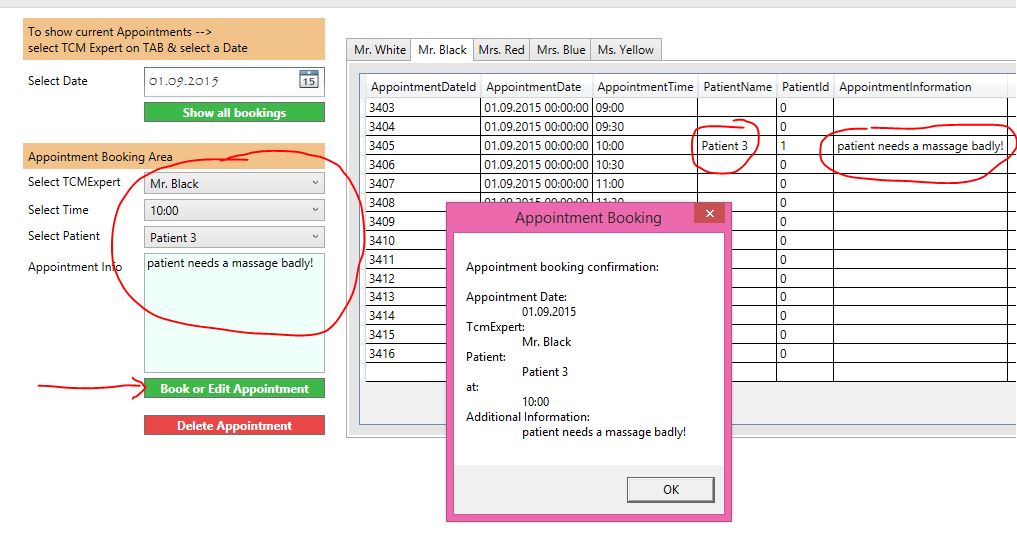 To show current Appointments -->
select TCM Expert on TAB & select a Date
Select Date
01.09.2015
15
Show all bookings
Appointment Booking Area
Select TCMExpert
Mr. Black
Select Time
10:00
Select Patient
Patient 3
Appointment Info
patient needs a massage badly!
Book or Edit Appointment
Delete Appointment
Mr. White Mr. Black Mrs. Red Mrs. Blue Ms. Yellow
AppointmentDateId AppointmentDate AppointmentTime PatientName PatientId AppointmentInformation
3403 01.09.2015 00:00:00 09:00 0
3404 01.09.2015 00:00:00 09:30 0
3405 01.09.2015 00:00:00 10:00 Patient 3 1 patient needs a massage badly!
3406 01.09.2015 00:00:00 10:30 0
3407 01.09.2015 00:00:00 11:00 0
3408 01.09.2015 00:00:00 11:30 0
3409 0
3410 0
3411 0
3412 0
3413 0
3414 0
3415 0
3416 0
Appointment Booking
Appointment booking confirmation:
Appointment Date:
01.09.2015
TcmExpert:
Mr. Black
Patient:
Patient 3
at:
10:00
Additional Information:
patient needs a massage badly!
OK